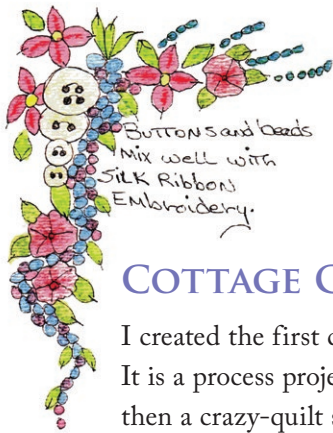 Buttons and beads
mix well with
Silk Ribbon
Embroidery.
COTTAGE
I created the first
It is a process
then a crazy-quilt